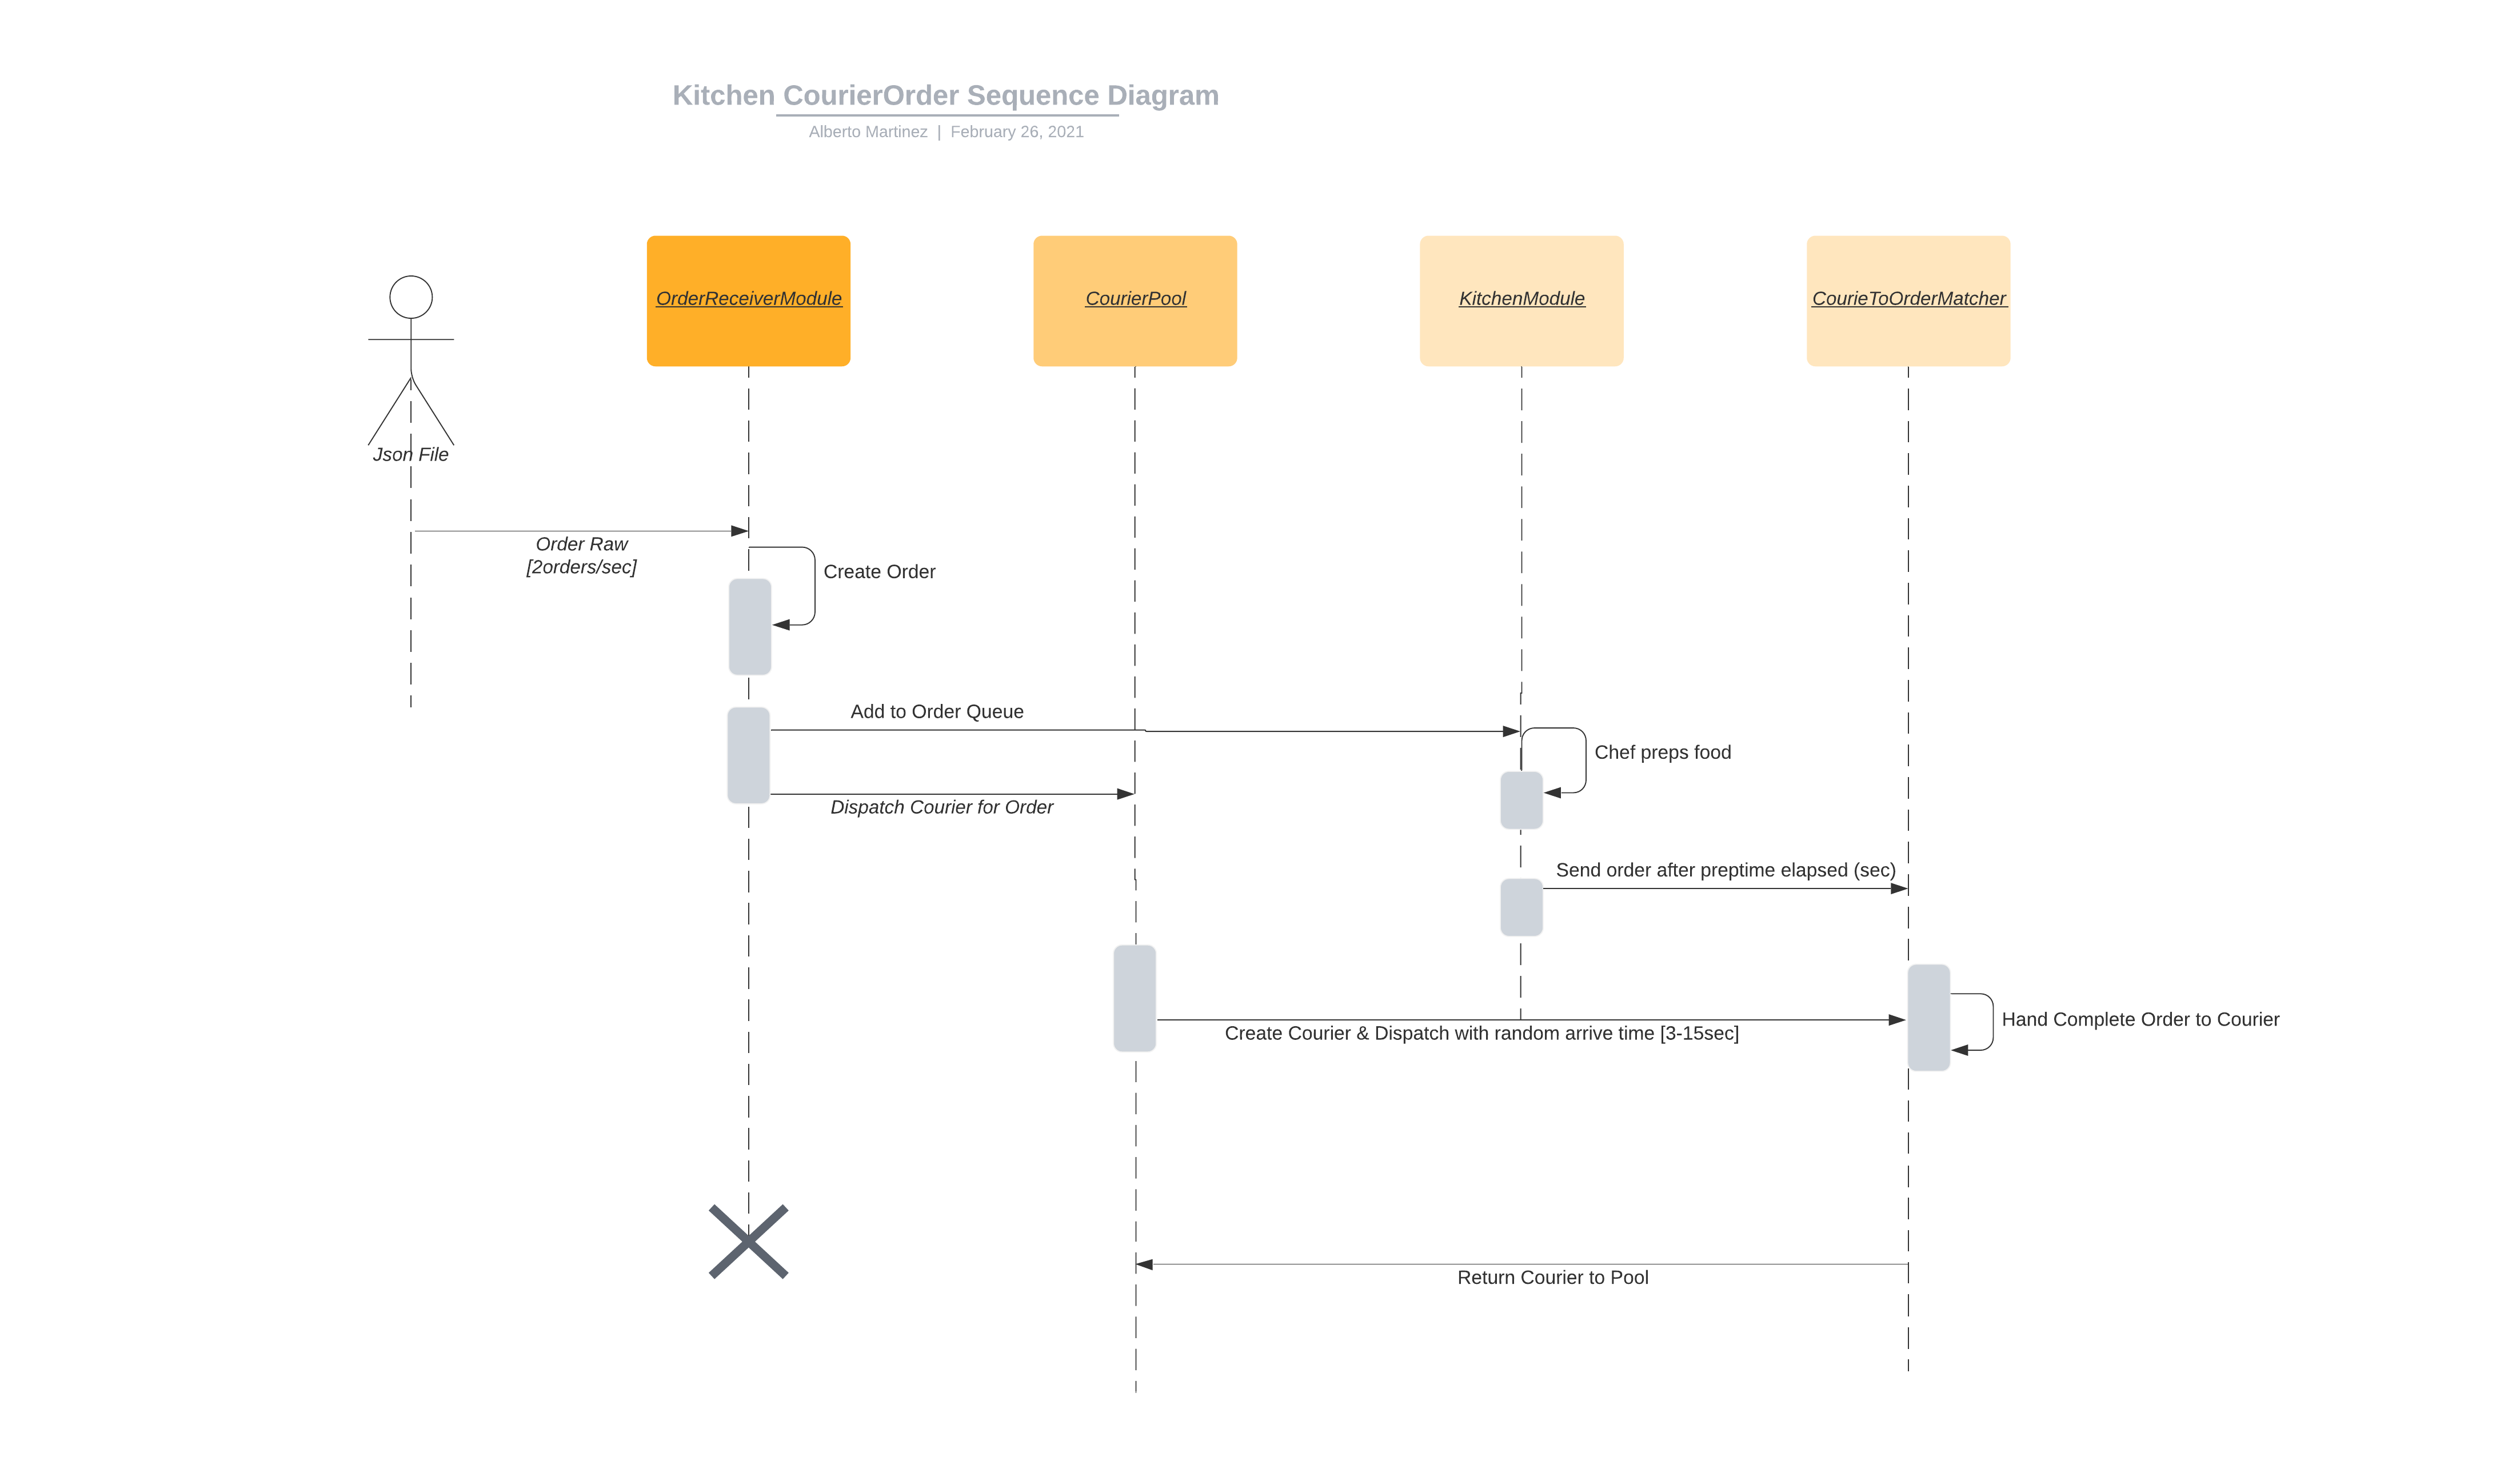 Kitchen CourierOrder Sequence Diagram
Alberto Martinez | February 26, 2021
OrderReceiverModule
CourierPool
KitchenModule
CourieToOrderMatcher
Json File
Order Raw
[2orders/sec]
Create Order
Add to Order Queue
Chef preps food
Dispatch Courier for Order
Send order after preptime elapsed (sec)
Hand Complete Order to Courier
Create Courier & Dispatch with random arrive time [3-15sec]
Return Courier to Pool